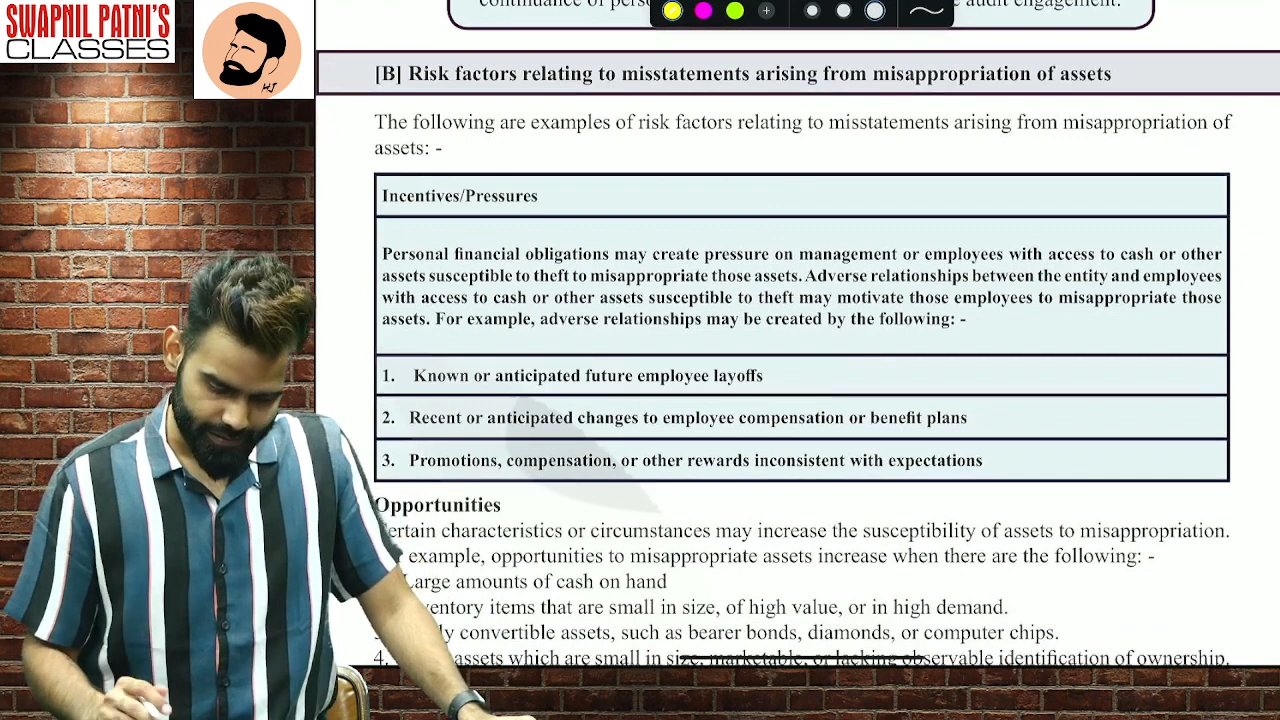 SWAPNIL PATNI'S
CLASSES
HJ
audit engagement.
[B] Risk factors relating to misstatements arising from misappropriation of assets
The following are examples of risk factors relating to misstatements arising from misappropriation of
assets: -
Incentives/Pressures
Personal financial obligations may create pressure on management or employees with access to cash or other
assets susceptible to theft to misappropriate those assets. Adverse relationships between the entity and employees
with access to cash or other assets susceptible to theft may motivate those employees to misappropriate those
assets. For example, adverse relationships may be created by the following: -
1. Known or anticipated future employee layoffs
2. Recent or anticipated changes to employee compensation or benefit plans
3. Promotions, compensation, or other rewards inconsistent with expectations
Opportunities
ertain characteristics or circumstances may increase the susceptibility of assets to misappropriation.
example, opportunities to misappropriate assets increase when there are the following: -
Large amounts of cash on hand
ventory items that are small in size, of high value, or in high demand.
ly convertible assets, such as bearer bonds, diamonds, or computer chips.
4. assets which are small in size, marketable, or lacking observable identification of ownership.